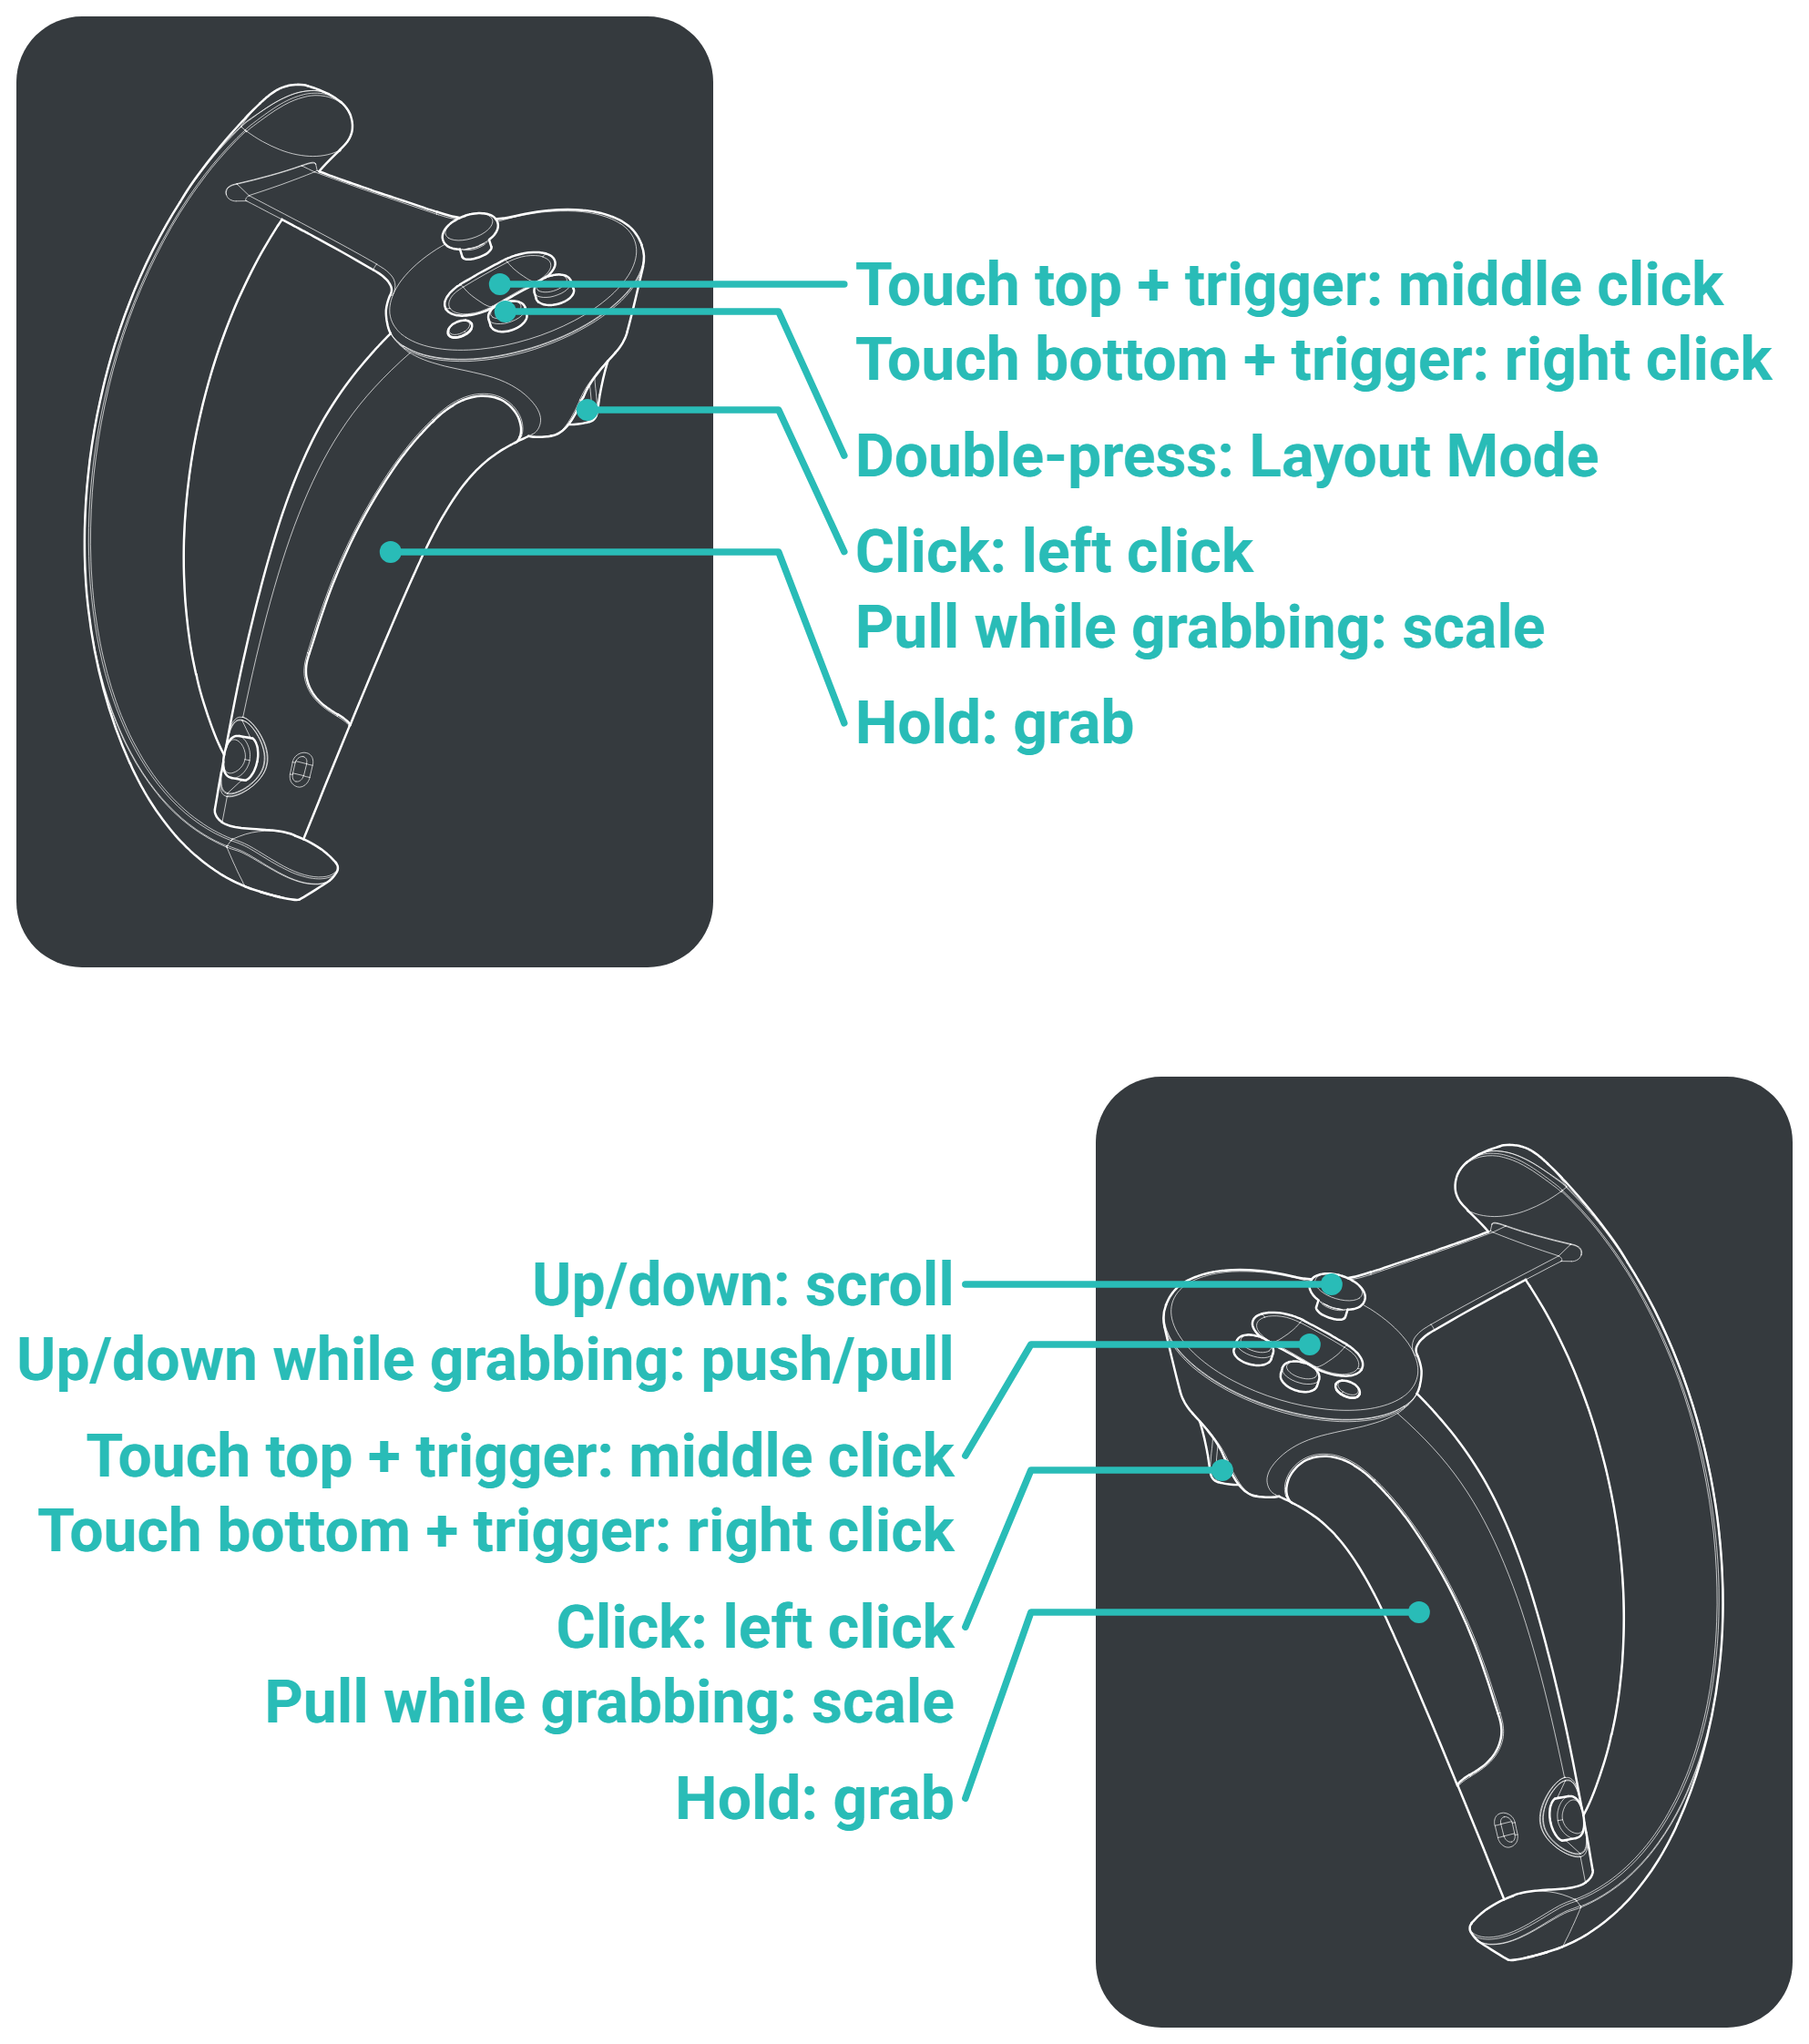 Touch top + trigger: middle click
Touch bottom + trigger: right click
Double-press: Layout Mode
Click: left click
Pull while grabbing: scale
Hold: grab
Up/down: scroll
Up/down while grabbing: push/pull
Touch top + trigger: middle click
Touch bottom + trigger: right click
Click: left click
Pull while grabbing: scale
Hold: grab